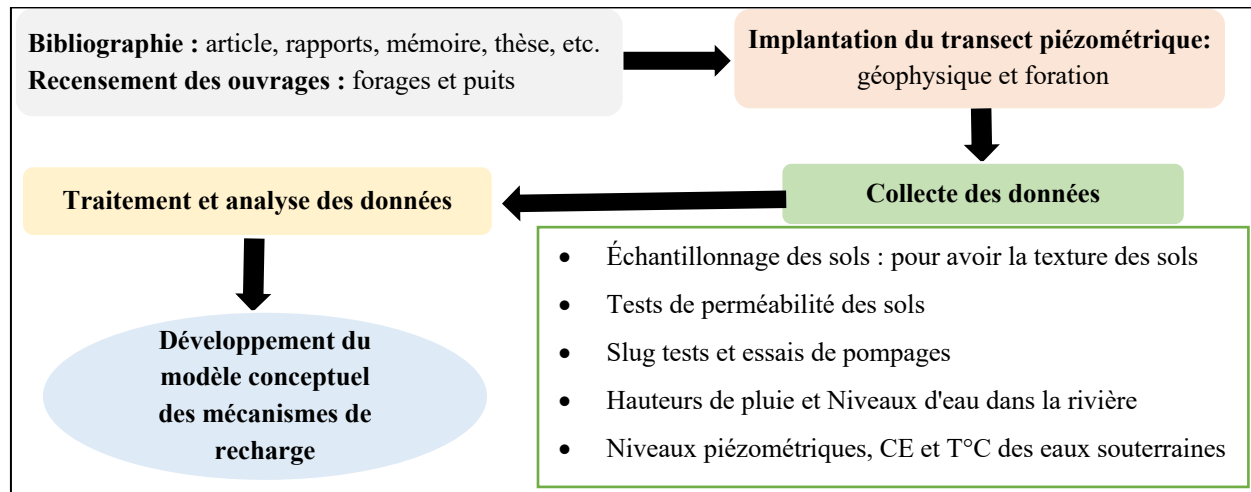 Bibliographie : article, rapports, mémoire, thèse, etc.
Recensement des ouvrages : forages et puits
Implantation du transect piézométrique:
géophysique et foration
Collecte des données
• Échantillonnage des sols : pour avoir la texture des sols
• Tests de perméabilité des sols
• Slug tests et essais de pompages
• Hauteurs de pluie et Niveaux d'eau dans la rivière
• Niveaux piézométriques, CE et T°C des eaux souterraines
Traitement et analyse des données
Développement du
modèle conceptuel
des mécanismes de
recharge